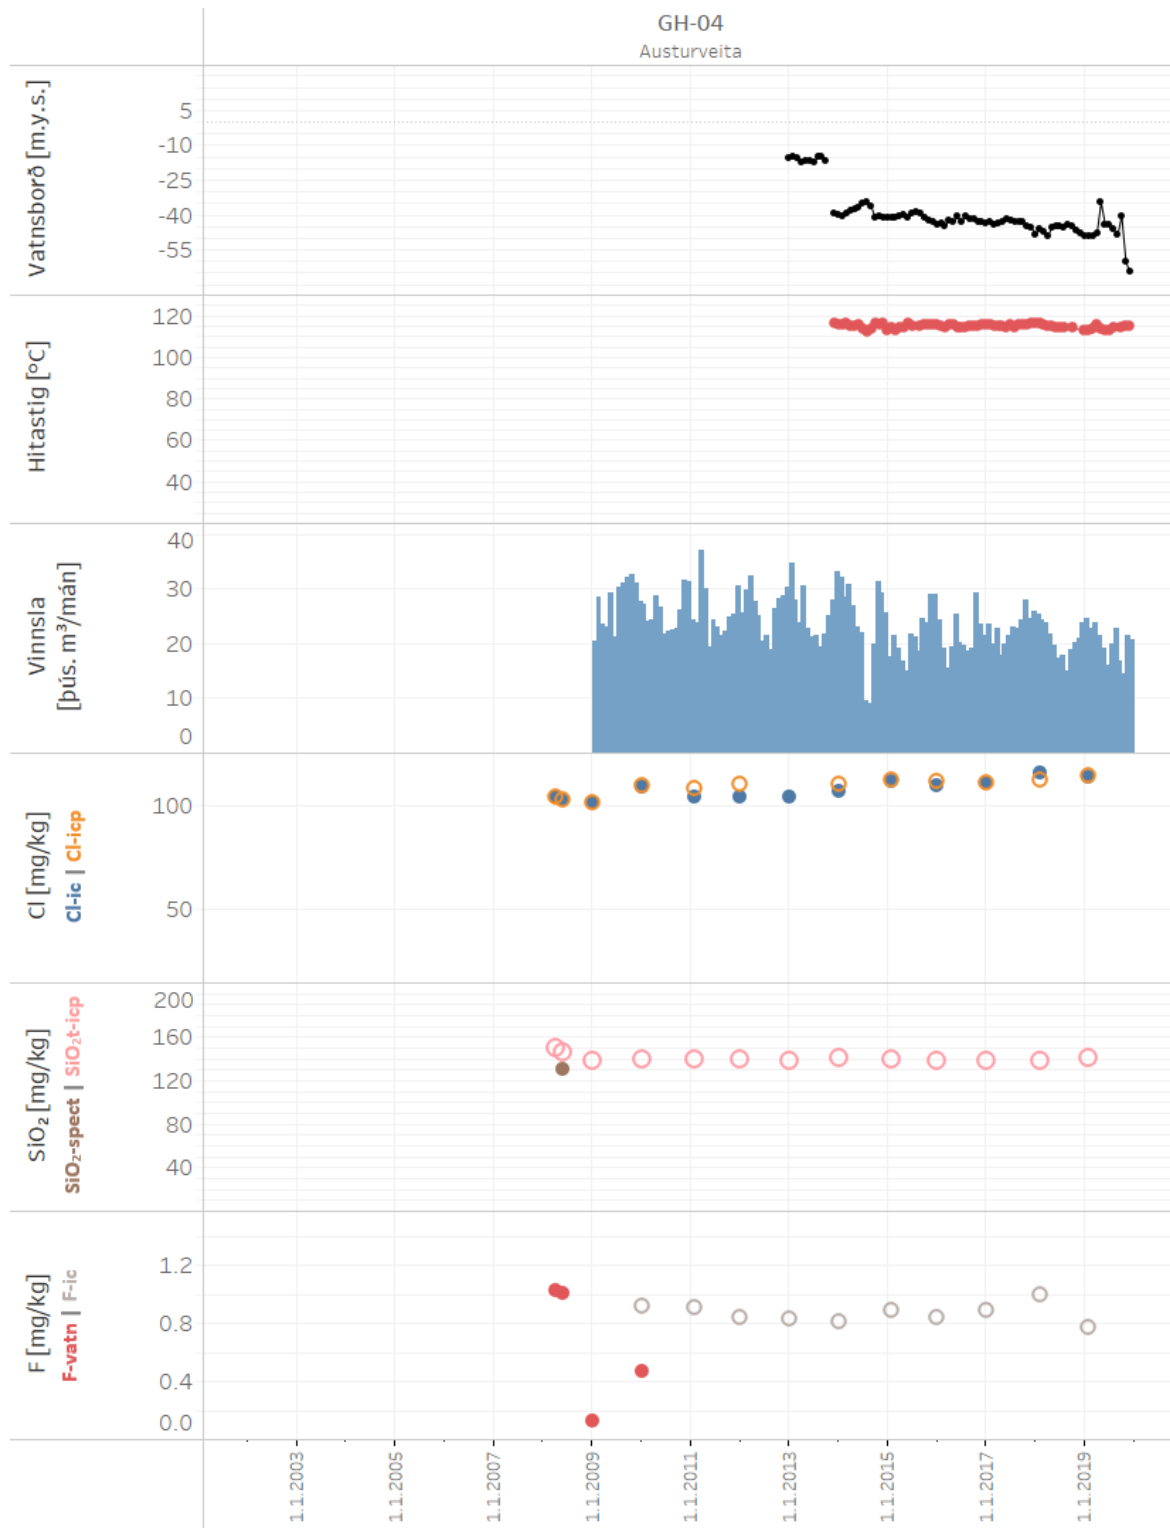 GH-04
Austurveita
Vatnsborð [m.y.s.]
5
-10
-25
-40
-55
Hitastig [°C]
120
100
80
60
40
Vinnsla
[þús. m³/mán]
40
30
20
10
0
Cl [mg/kg]
Cl-ic | Cl-icp
100
50
SiO₂ [mg/kg]
SiO₂-spect | SiO₂t-icp
200
160
120
80
40
F [mg/kg]
F-vatn | F-ic
1.2
0.8
0.4
0.0
1.1.2003
1.1.2005
1.1.2007
1.1.2009
1.1.2011
1.1.2013
1.1.2015
1.1.2017
1.1.2019